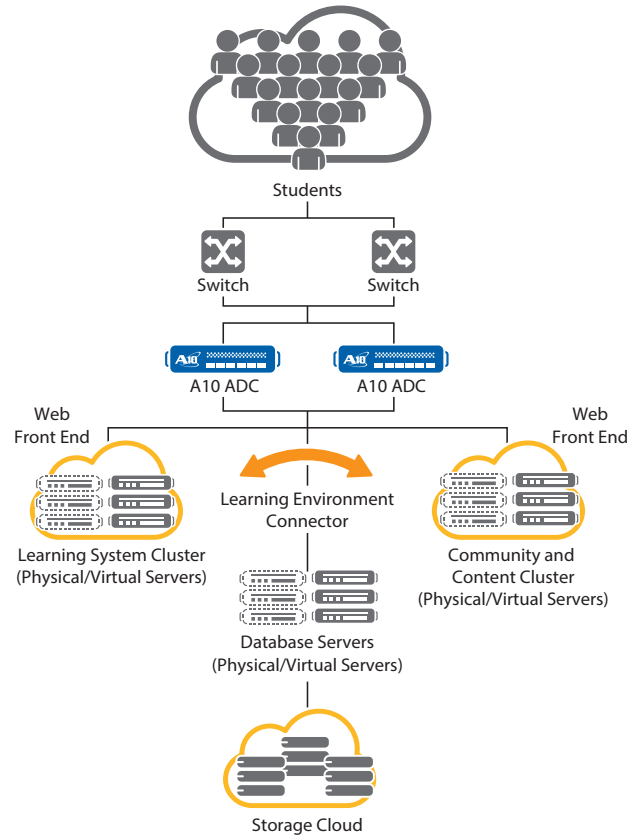 Students
Switch
Switch
A10
A10
A10 ADC
A10 ADC
Web
Front End
Web
Front End
Learning Environment
Connector
Learning System Cluster
(Physical/Virtual Servers)
Community and
Content Cluster
(Physical/Virtual Servers)
Database Servers
(Physical/Virtual Servers)
Storage Cloud